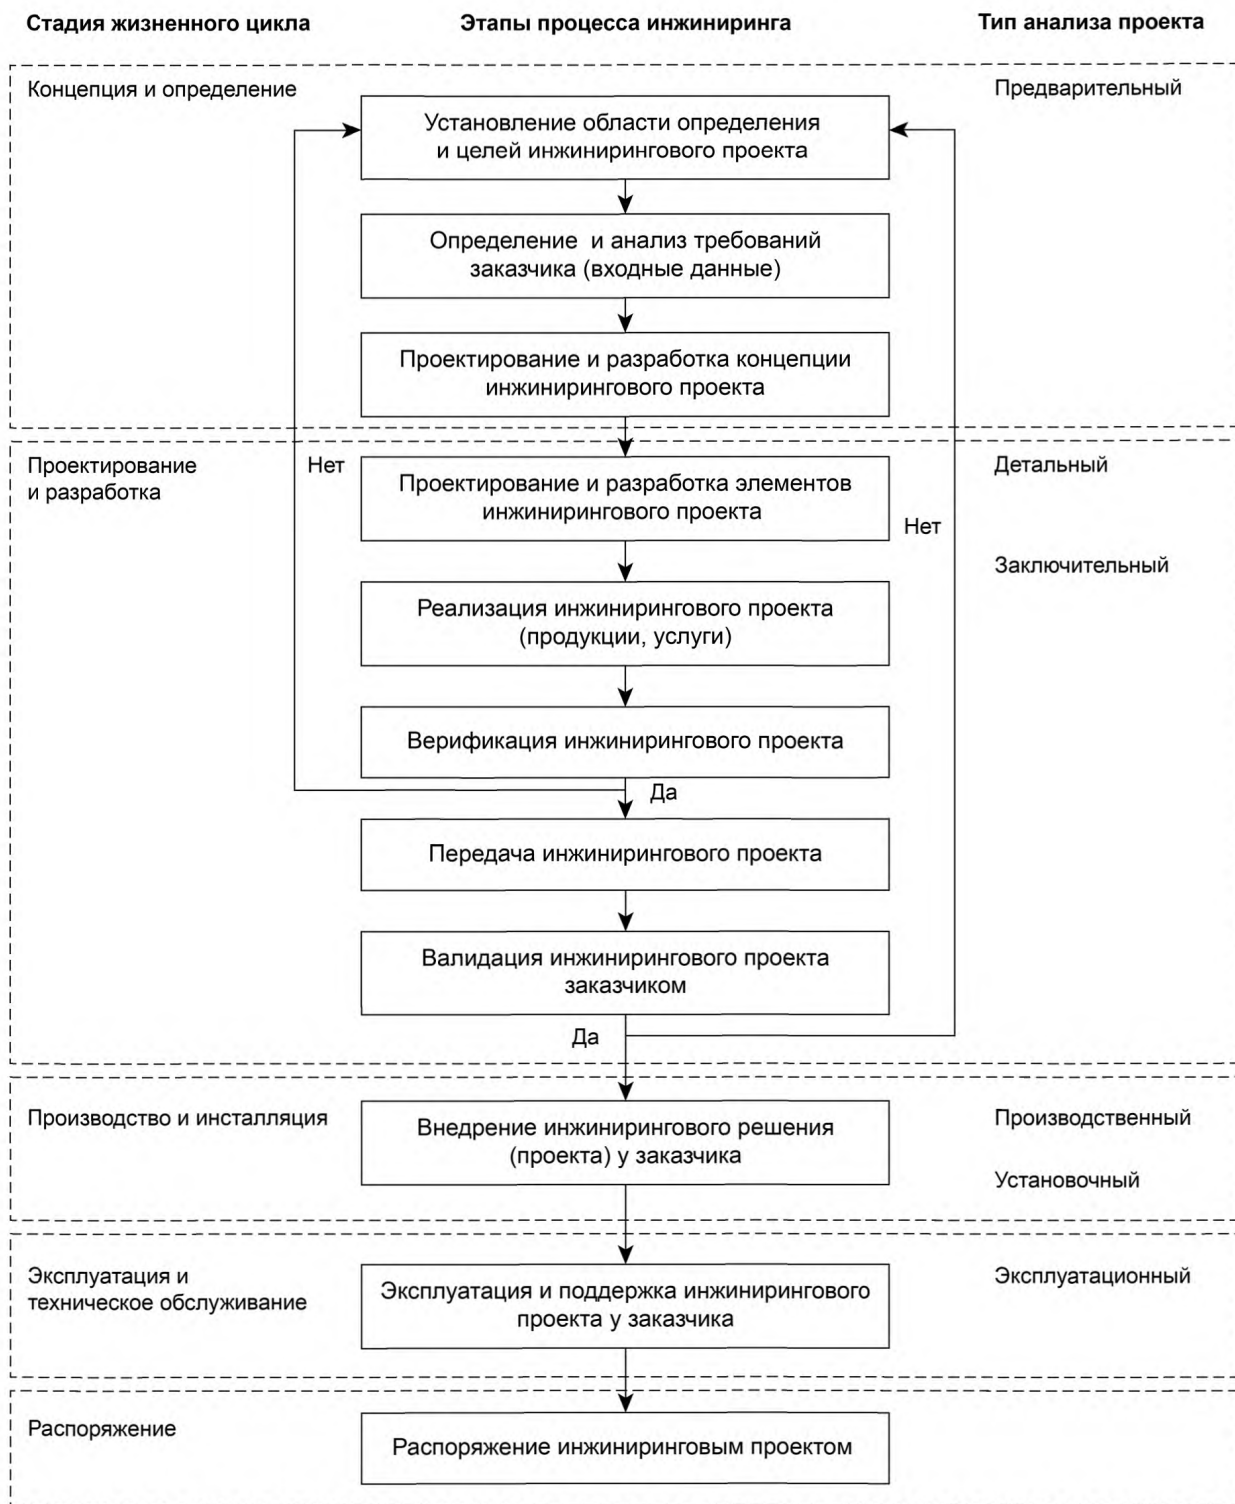 Стадия жизненного цикла
Этапы процесса инжиниринга
Тип анализа проекта
Концепция и определение
Предварительный
Установление области определения
и целей инжинирингового проекта
Определение и анализ требований
заказчика (входные данные)
Проектирование и разработка концепции
инжинирингового проекта
Проектирование
и разработка
Нет
Проектирование и разработка элементов
инжинирингового проекта
Нет
Детальный
Заключительный
Реализация инжинирингового проекта
(продукции, услуги)
Верификация инжинирингового проекта
Да
Передача инжинирингового проекта
Валидация инжинирингового проекта
заказчиком
Да
Производство и инсталляция
Внедрение инжинирингового решения
(проекта) у заказчика
Производственный
Установочный
Эксплуатация и
техническое обслуживание
Эксплуатация и поддержка инжинирингового
проекта у заказчика
Эксплуатационный
Распоряжение
Распоряжение инжиниринговым проектом